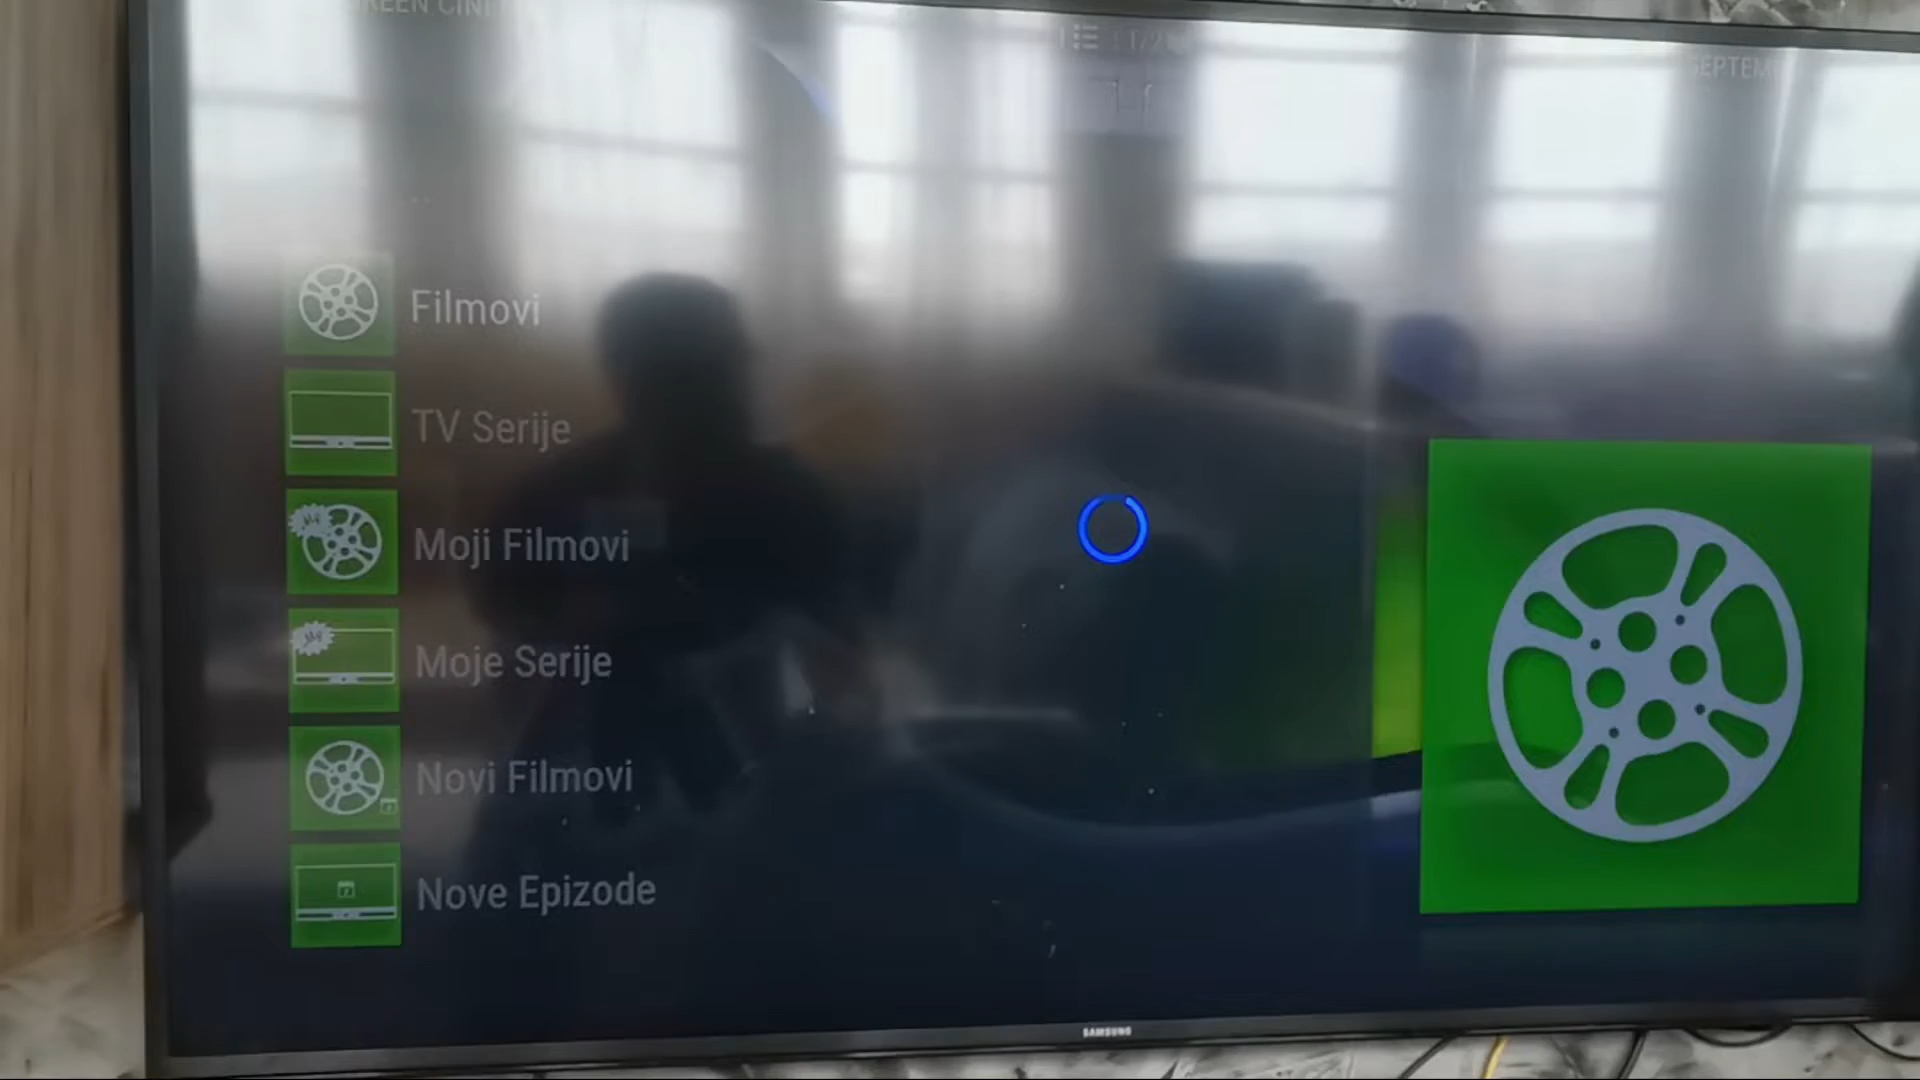 Filmovi
TV Serije
Moji Filmovi
Moje Serije
Novi Filmovi
Nove Epizode
SAMSUNG